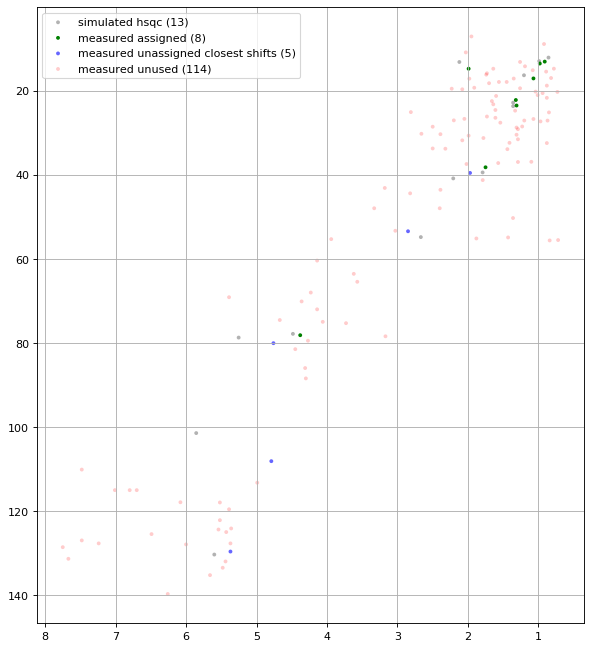 simulated hsqc (13)
measured assigned (8)
measured unassigned closest shifts (5)
measured unused (114)
20
40
60
80
100
120
140
8 7 6 5 4 3 2 1